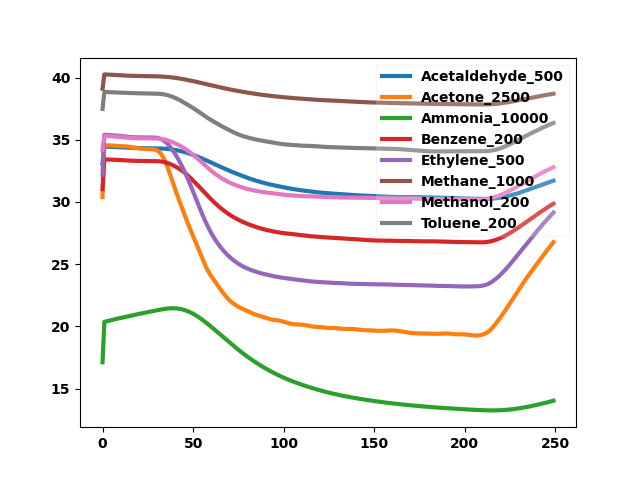 40
35
30
25
20
15
0 50 100 150 200 250
Acetaldehyde_500
Acetone_2500
Ammonia_10000
Benzene_200
Ethylene_500
Methane_1000
Methanol_200
Toluene_200